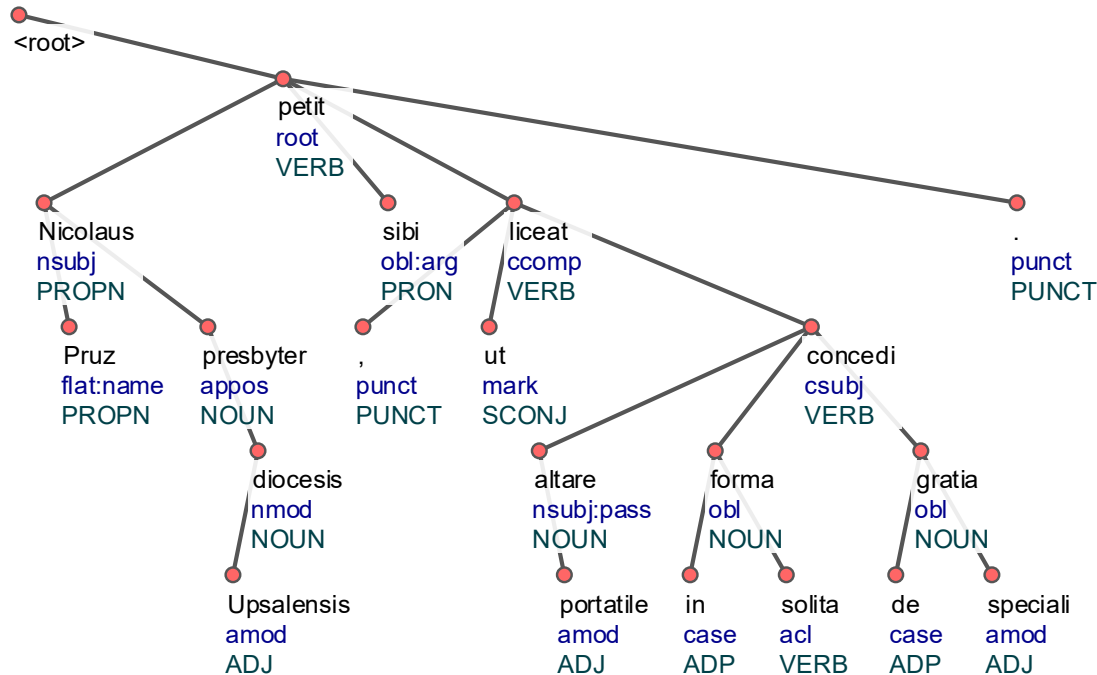 <root>
petit
root
VERB
Nicolaus
nsubj
PROPN
sibi
obl:arg
PRON
liceat
ccomp
VERB
.
punct
PUNCT
Pruz
flat:name
PROPN
presbyter
appos
NOUN
,
punct
PUNCT
ut
mark
SCONJ
concedi
csubj
VERB
diocesis
nmod
NOUN
altare
nsubj:pass
NOUN
forma
obl
NOUN
gratia
obl
NOUN
Upsalensis
amod
ADJ
portatile
amod
ADJ
in
case
ADP
solita
acl
VERB
de
case
ADP
speciali
amod
ADJ